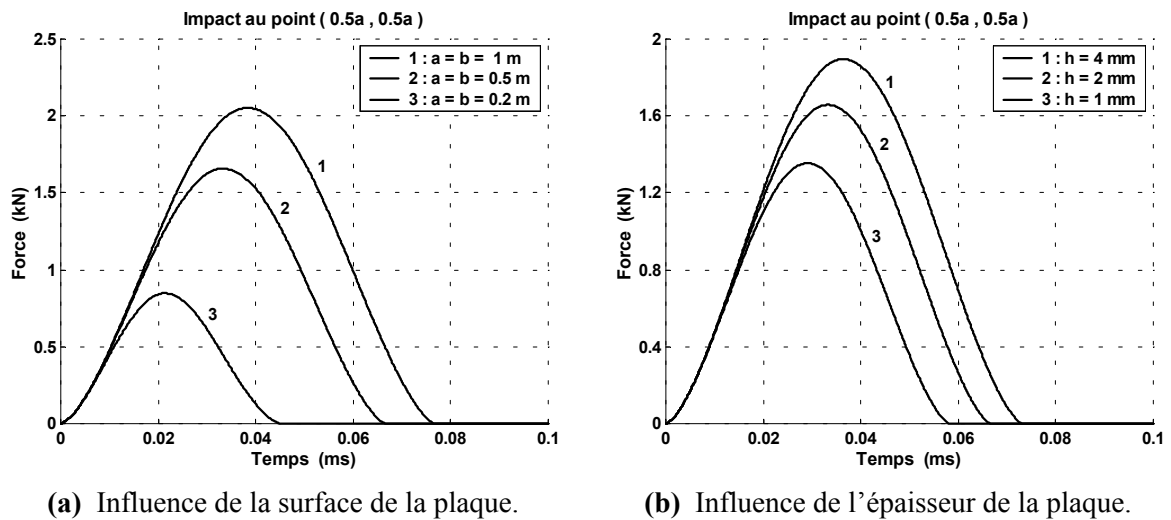 Impact au point ( 0.5a , 0.5a )
2.5
2
1.5
1
0.5
0
Force (kN)
1 : a = b = 1 m
2 : a = b = 0.5 m
3 : a = b = 0.2 m
1
2
3
0 0.02 0.04 0.06 0.08 0.1
Temps (ms)
(a) Influence de la surface de la plaque.
Impact au point ( 0.5a , 0.5a )
2
1.6
1.2
0.8
0.4
0
Force (kN)
1 : h = 4 mm
2 : h = 2 mm
3 : h = 1 mm
1
2
3
0 0.02 0.04 0.06 0.08 0.1
Temps (ms)
(b) Influence de l’épaisseur de la plaque.